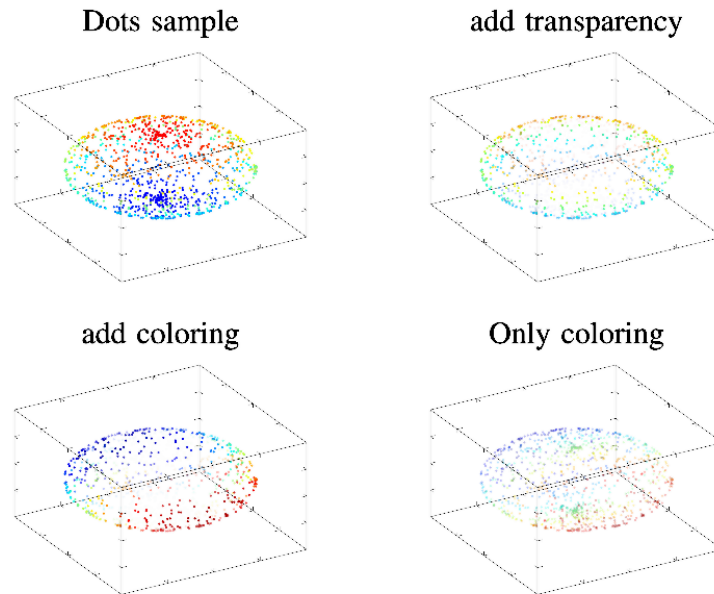 Dots sample
add transparency
add coloring
Only coloring